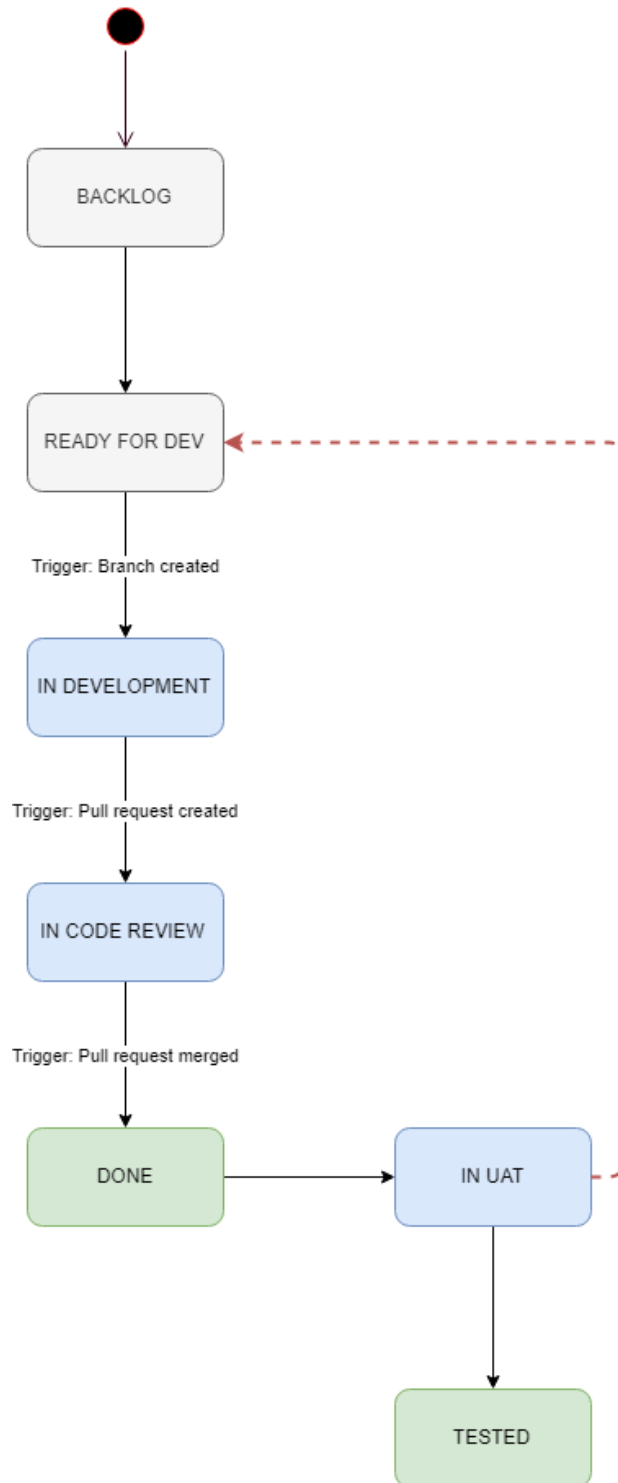 BACKLOG
READY FOR DEV
Trigger: Branch created
IN DEVELOPMENT
Trigger: Pull request created
IN CODE REVIEW
Trigger: Pull request merged
DONE
IN UAT
TESTED